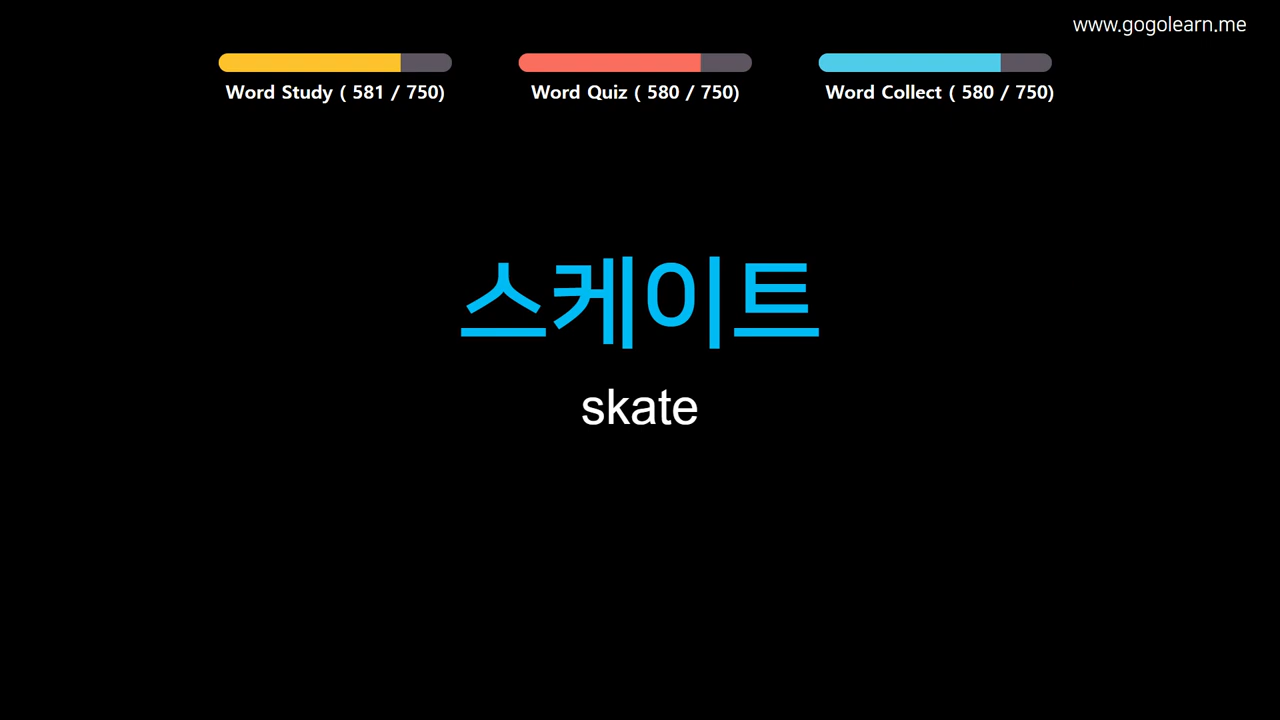 www.gogolearn.me
Word Study ( 581 / 750)
Word Quiz ( 580 / 750)
Word Collect ( 580 / 750)
스케이트
skate